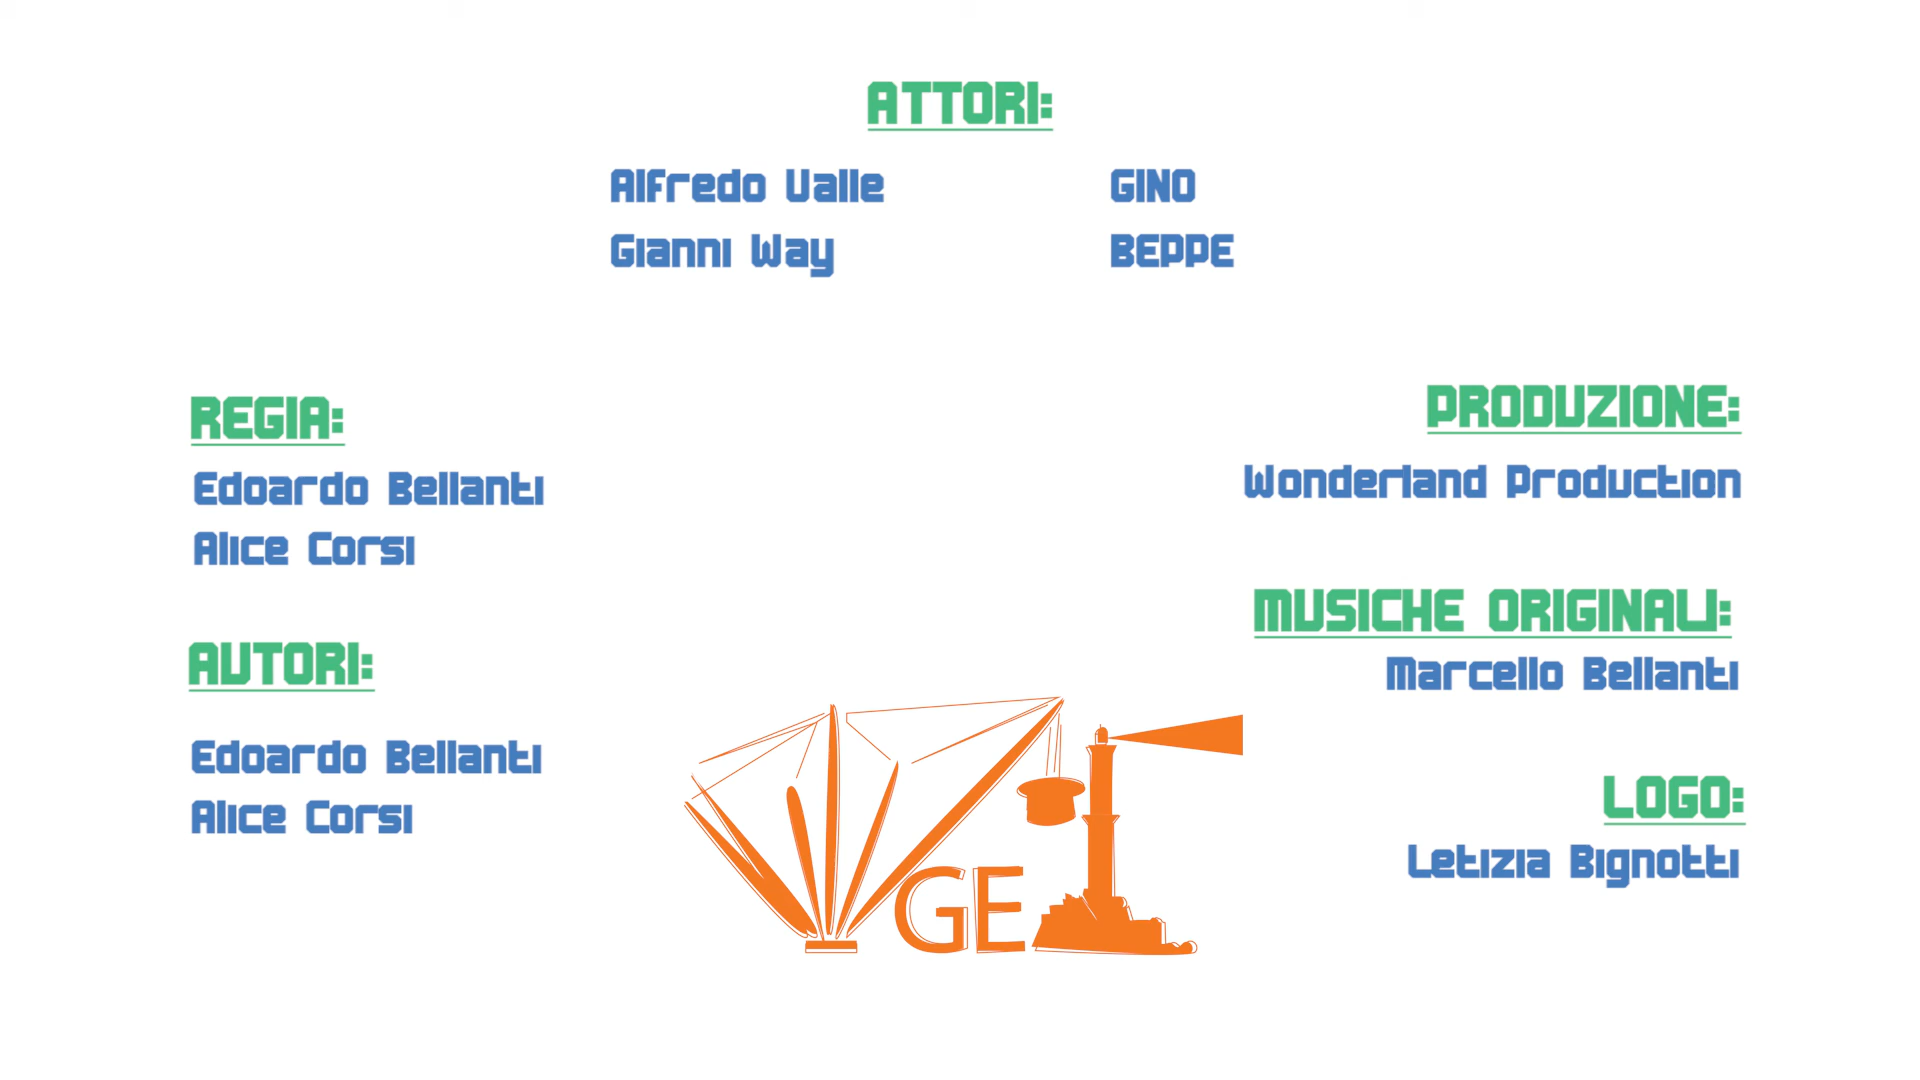 ATTORI:
Alfredo Valle GINO
Gianni Way BEPPE
REGIA:
Edoardo Bellanti
Alice Corsi
AUTORI:
Edoardo Bellanti
Alice Corsi
PRODUZIONE:
Wonderland Production
MUSICHE ORIGINALI:
Marcello Bellanti
LOGO:
Letizia Bignotti
GE